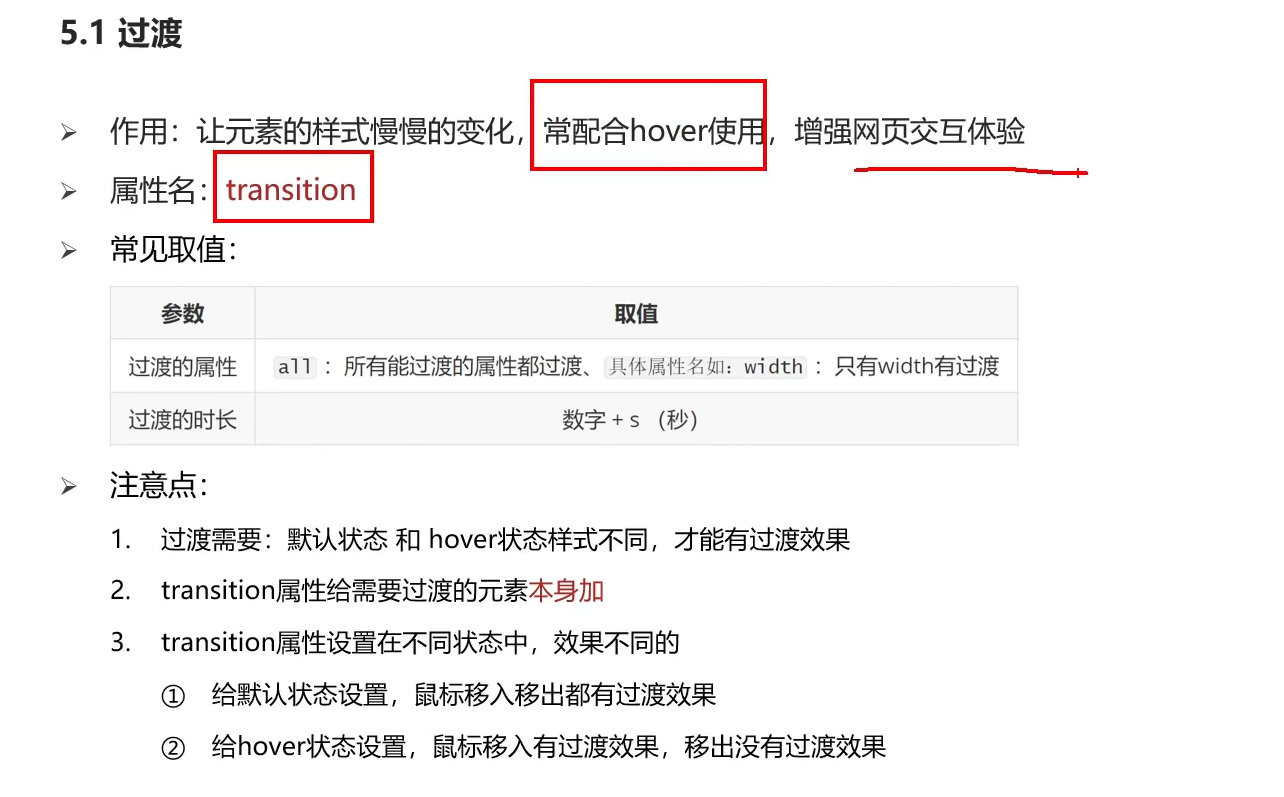 5.1 过渡
➢ 作用：让元素的样式慢慢的变化，常配合hover使用，增强网页交互体验
➢ 属性名：transition
➢ 常见取值：
参数 取值
过渡的属性 all ：所有能过渡的属性都过渡、具体属性名如：width ：只有width有过渡
过渡的时长 数字 + s （秒）
➢ 注意点：
1. 过渡需要：默认状态 和 hover状态样式不同，才能有过渡效果
2. transition属性给需要过渡的元素本身加
3. transition属性设置在不同状态中，效果不同的
① 给默认状态设置，鼠标移入移出都有过渡效果
② 给hover状态设置，鼠标移入有过渡效果，移出没有过渡效果